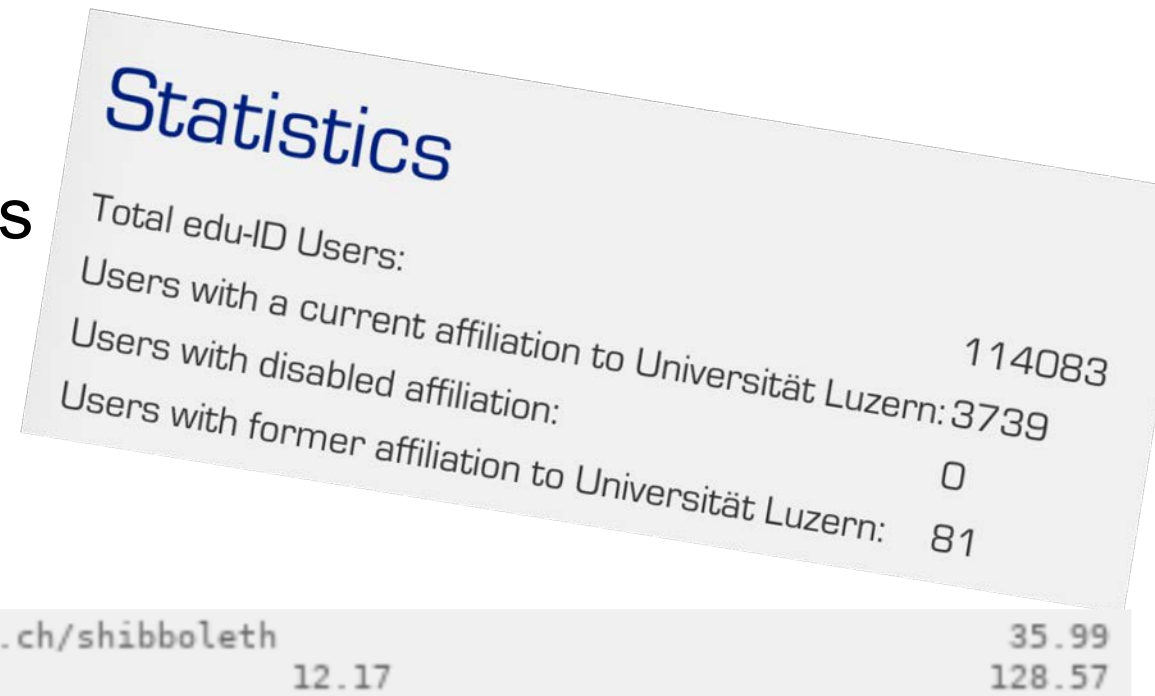 Statistics
s
Total edu-ID Users: 114083
Users with a current affiliation to Universität Luzern: 3739
Users with disabled affiliation: 0
Users with former affiliation to Universität Luzern: 81
.ch/shibboleth 35.99
12.17 128.57